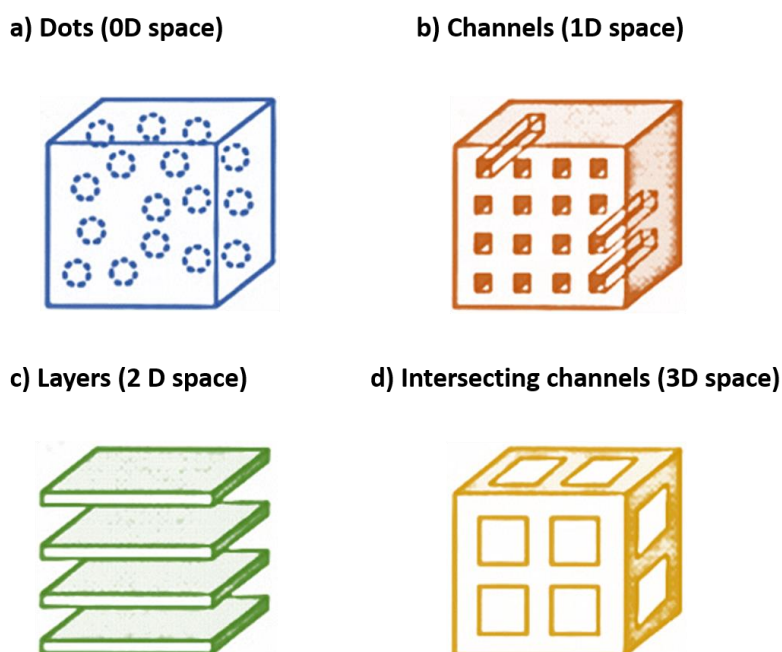 a) Dots (0D space)
b) Channels (1D space)
c) Layers (2 D space)
d) Intersecting channels (3D space)